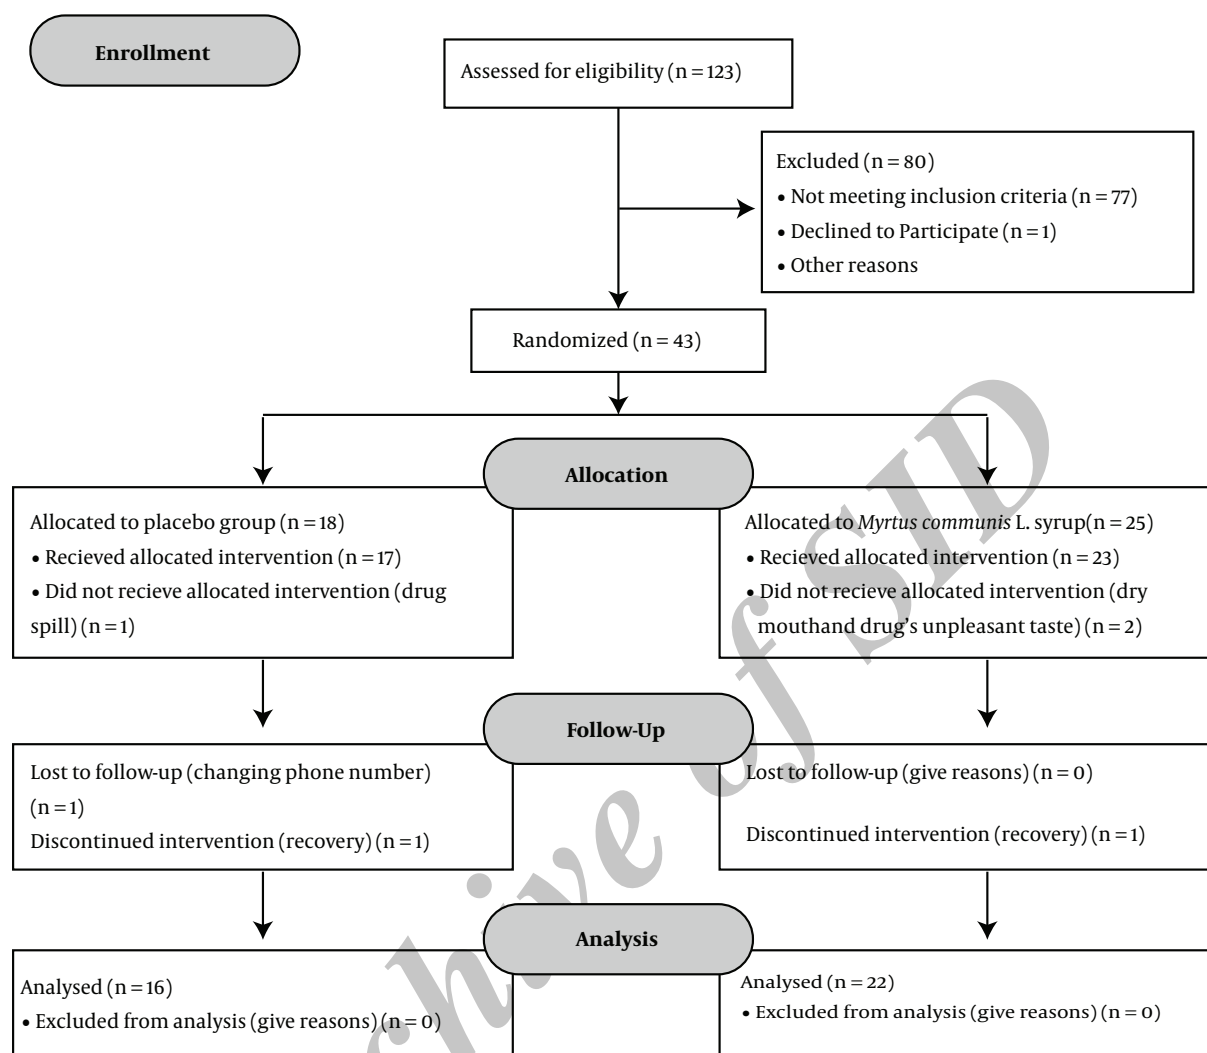 Enrollment
Assessed for eligibility (n = 123)
Excluded (n = 80)
• Not meeting inclusion criteria (n = 77)
• Declined to Participate (n = 1)
• Other reasons
Randomized (n = 43)
Allocation
Allocated to placebo group (n = 18)
• Recieved allocated intervention (n = 17)
• Did not recieve allocated intervention (drug
spill) (n = 1)
Allocated to Myrtus communis L. syrup(n = 25)
• Recieved allocated intervention (n = 23)
• Did not recieve allocated intervention (dry
mouthand drug's unpleasant taste) (n = 2)
Follow-Up
Lost to follow-up (changing phone number)
(n = 1)
Discontinued intervention (recovery) (n = 1)
Lost to follow-up (give reasons) (n = 0)
Discontinued intervention (recovery) (n = 1)
Analysis
Analysed (n = 16)
• Excluded from analysis (give reasons) (n = 0)
Analysed (n = 22)
• Excluded from analysis (give reasons) (n = 0)
hive of SID